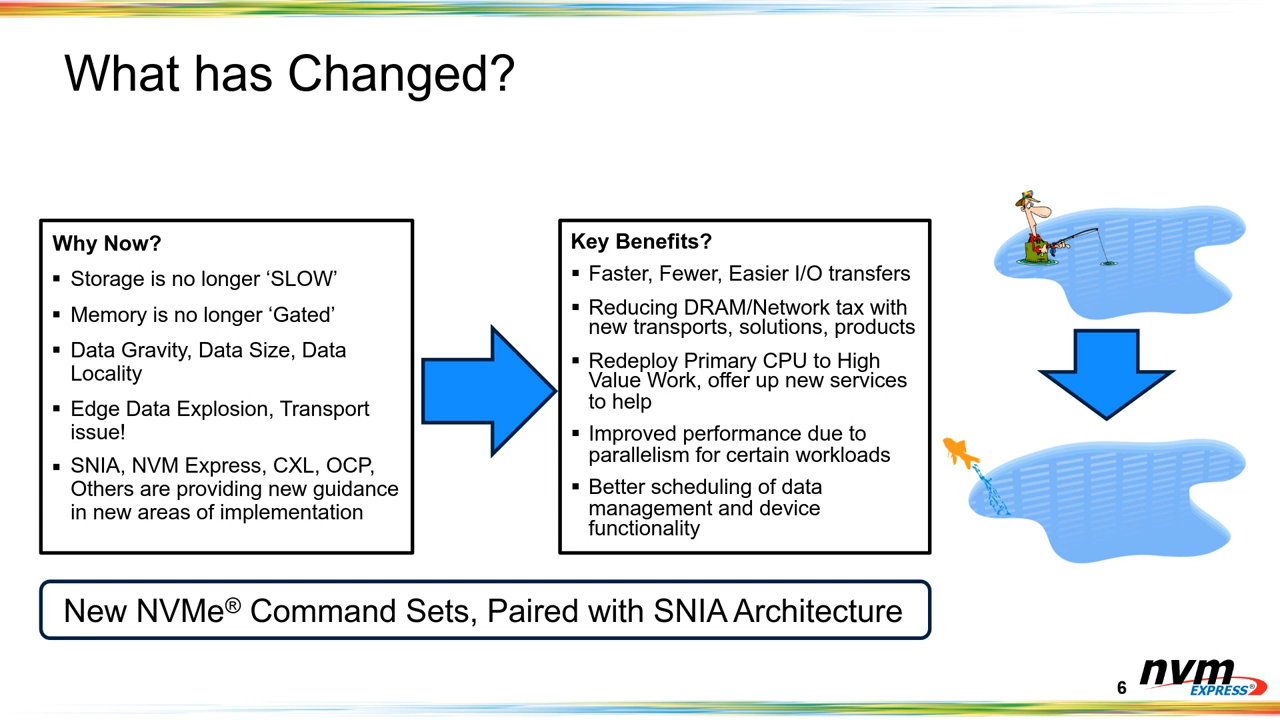 What has Changed?
Why Now?
▪ Storage is no longer ‘SLOW’
▪ Memory is no longer ‘Gated’
▪ Data Gravity, Data Size, Data
Locality
▪ Edge Data Explosion, Transport
issue!
▪ SNIA, NVM Express, CXL, OCP,
Others are providing new guidance
in new areas of implementation
Key Benefits?
▪ Faster, Fewer, Easier I/O transfers
▪ Reducing DRAM/Network tax with
new transports, solutions, products
▪ Redeploy Primary CPU to High
Value Work, offer up new services
to help
▪ Improved performance due to
parallelism for certain workloads
▪ Better scheduling of data
management and device
functionality
New NVMe® Command Sets, Paired with SNIA Architecture
6
nvm
EXPRESS®